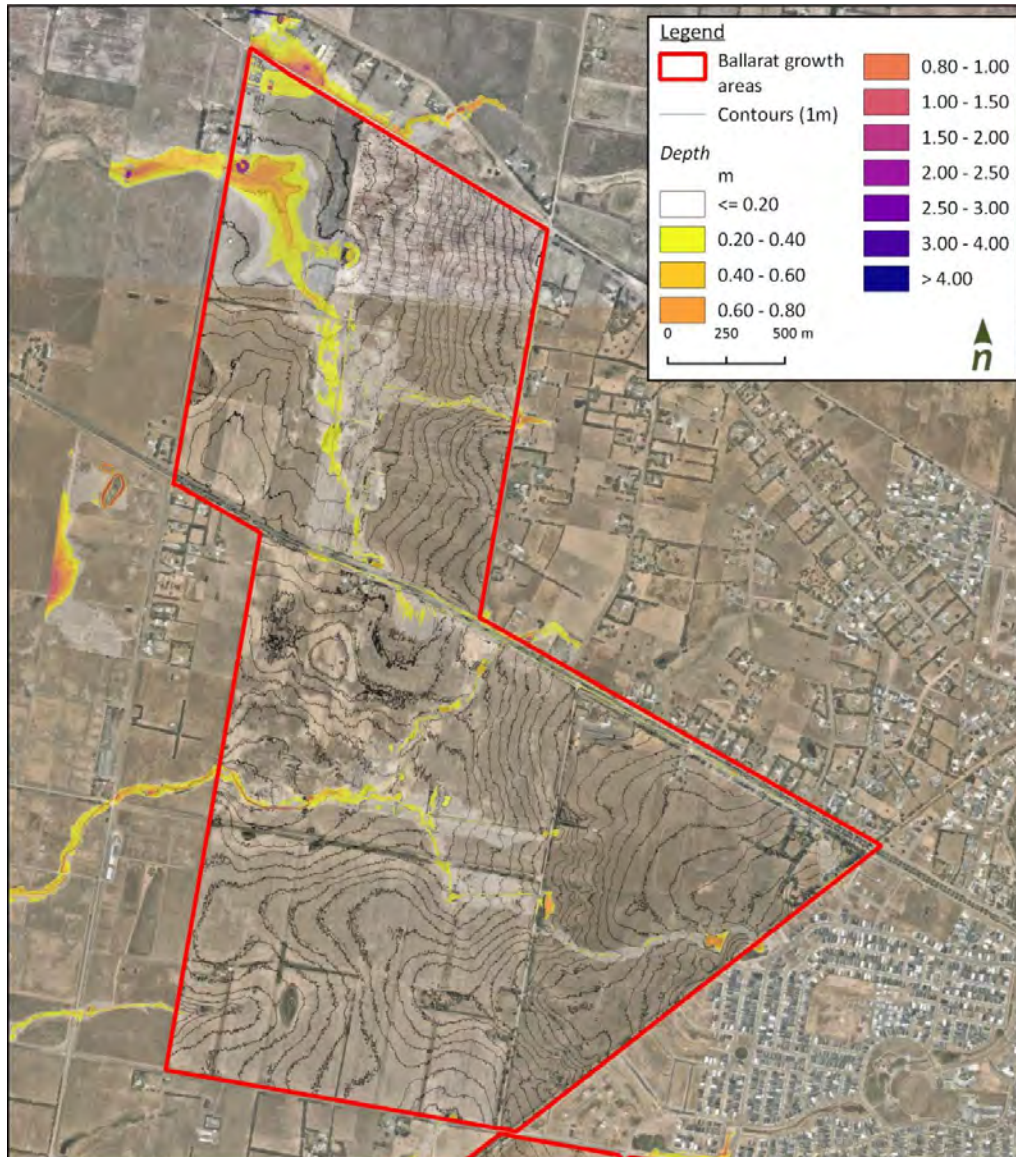 Legend
Ballarat growth
areas
Contours (1m)
Depth
m
<= 0.20
0.20 - 0.40
0.40 - 0.60
0.60 - 0.80
0.80 - 1.00
1.00 - 1.50
1.50 - 2.00
2.00 - 2.50
2.50 - 3.00
3.00 - 4.00
> 4.00
0 250 500 m
n